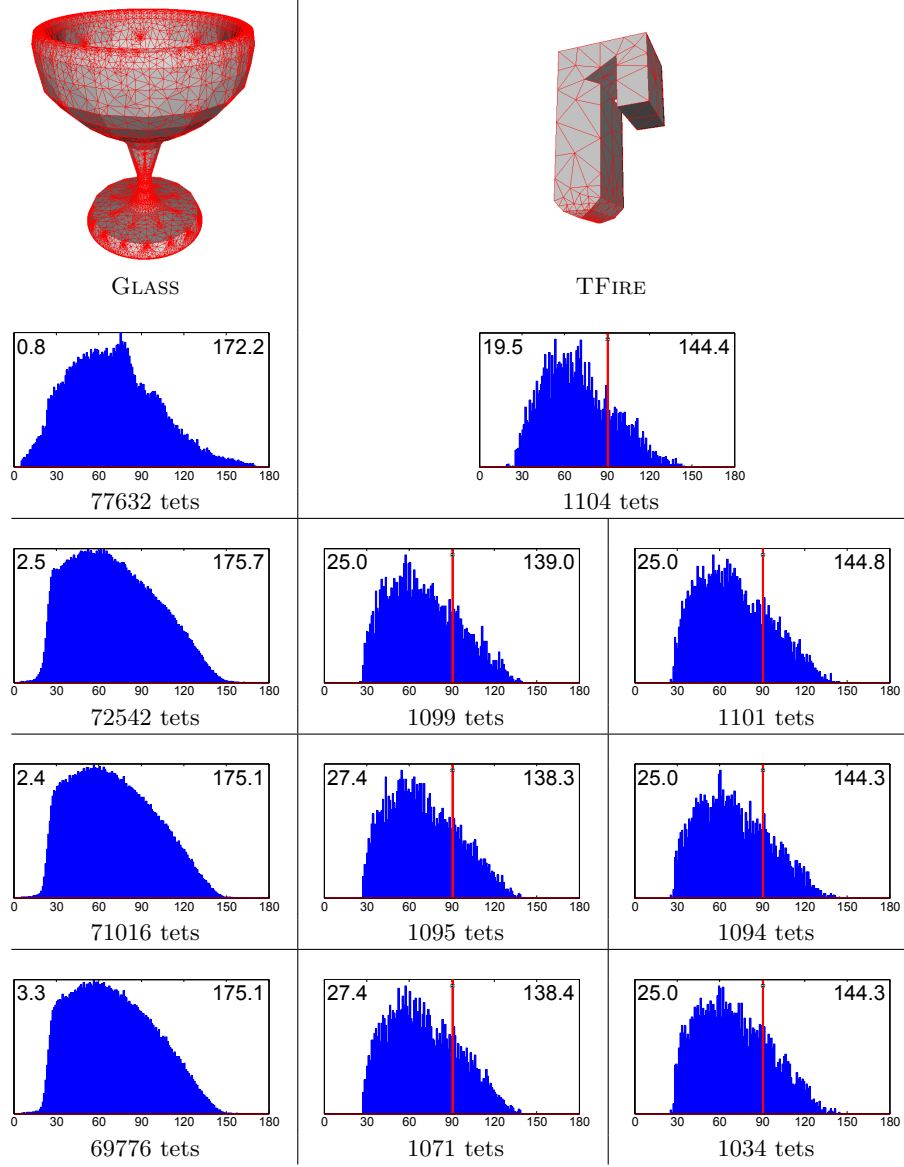 GLASS TFIRE
0.8 172.2 19.5 144.4
0 30 60 90 120 150 180 0 30 60 90 120 150 180
77632 tets 1104 tets
2.5 175.7 25.0 139.0 25.0 144.8
0 30 60 90 120 150 180 0 30 60 90 120 150 180 0 30 60 90 120 150 180
72542 tets 1099 tets 1101 tets
2.4 175.1 27.4 138.3 25.0 144.3
0 30 60 90 120 150 180 0 30 60 90 120 150 180 0 30 60 90 120 150 180
71016 tets 1095 tets 1094 tets
3.3 175.1 27.4 138.4 25.0 144.3
0 30 60 90 120 150 180 0 30 60 90 120 150 180 0 30 60 90 120 150 180
69776 tets 1071 tets 1034 tets